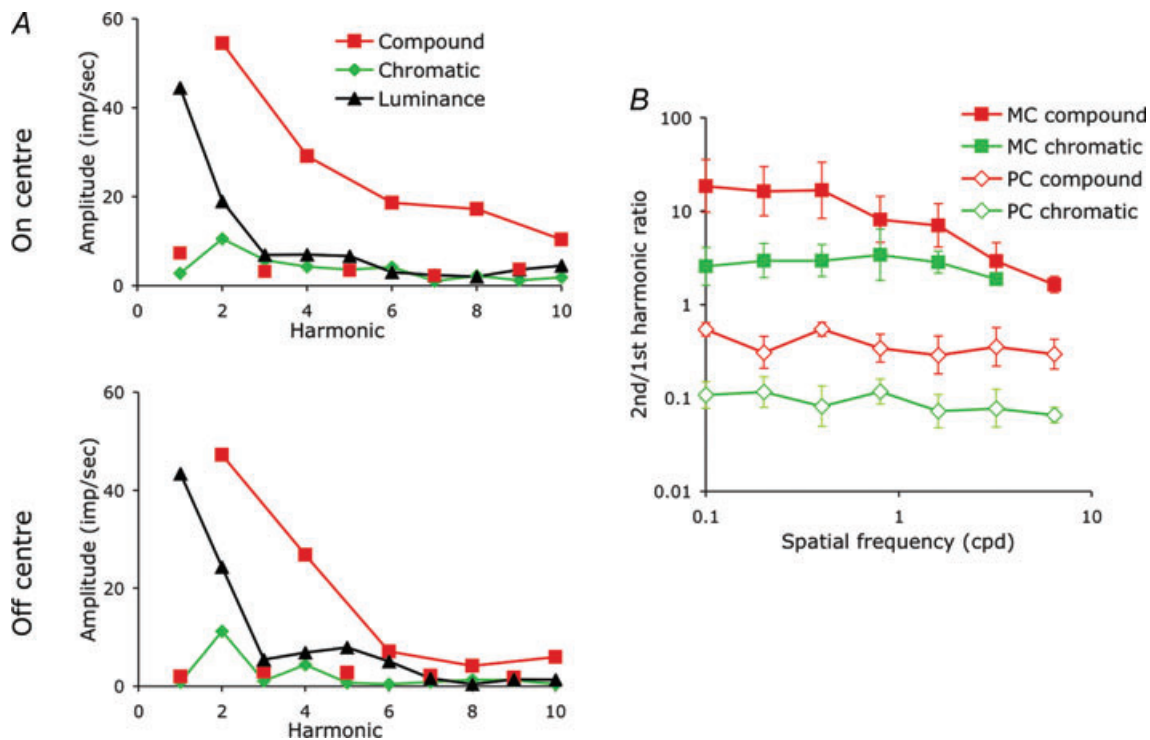 A
On centre
Amplitude (imp/sec)
60
40
20
0
Compound
Chromatic
Luminance
0 2 4 6 8 10
Harmonic
Off centre
Amplitude (imp/sec)
60
40
20
0
0 2 4 6 8 10
Harmonic
B
2nd/1st harmonic ratio
100
10
1
0.1
0.01
MC compound
MC chromatic
PC compound
PC chromatic
0.1 1 10
Spatial frequency (cpd)